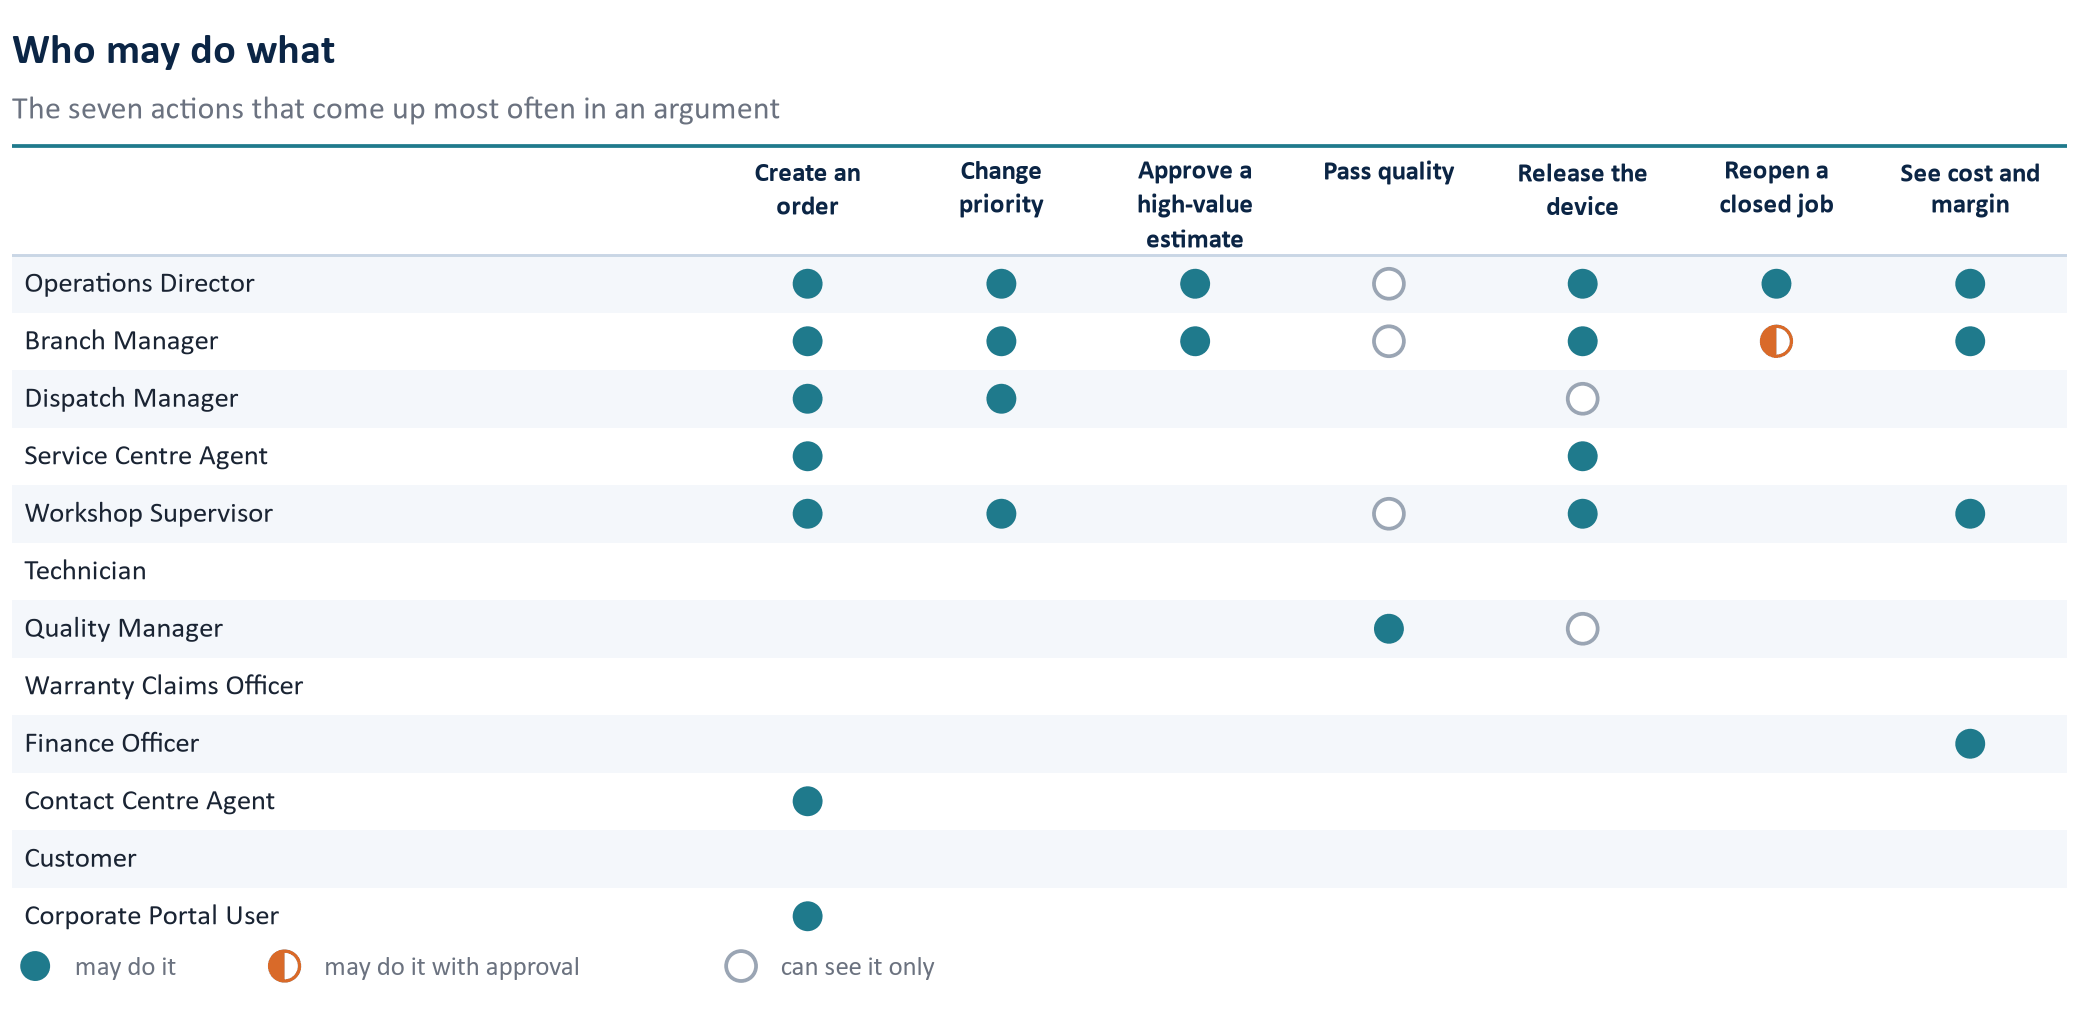 Who may do what
The seven actions that come up most often in an argument
Create an order
Change priority
Approve a high-value estimate
Pass quality
Release the device
Reopen a closed job
See cost and margin
Operations Director
Branch Manager
Dispatch Manager
Service Centre Agent
Workshop Supervisor
Technician
Quality Manager
Warranty Claims Officer
Finance Officer
Contact Centre Agent
Customer
Corporate Portal User
may do it
may do it with approval
can see it only